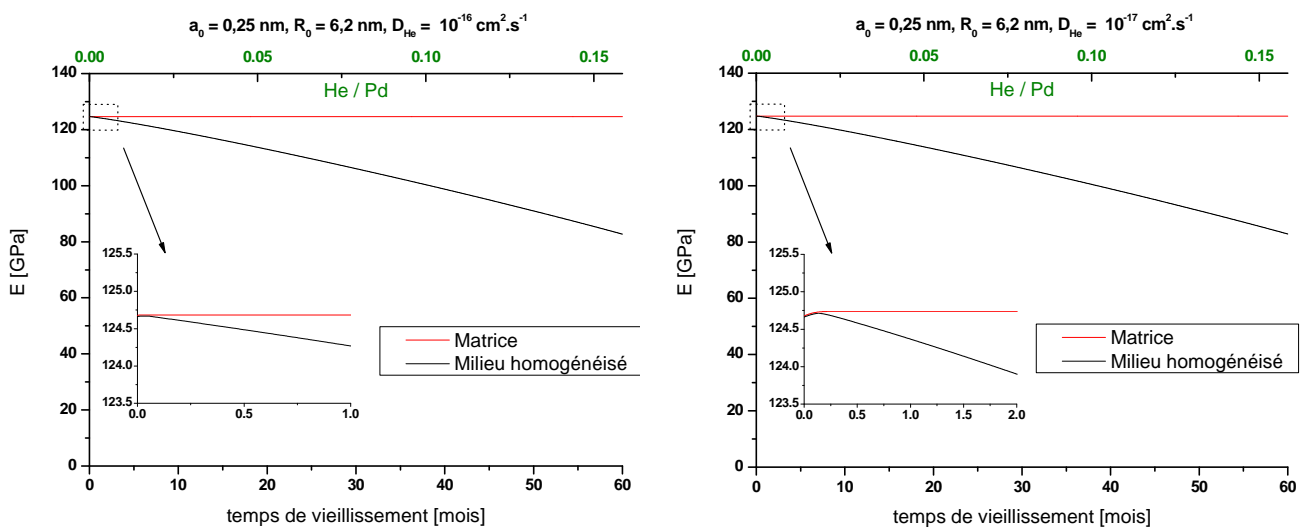 a₀ = 0,25 nm, R₀ = 6,2 nm, D_He = 10⁻¹⁶ cm².s⁻¹
0.00 0.05 0.10 0.15
He / Pd
140
120
100
80
60
40
20
0
E [GPa]
125.5
125.0
124.5
124.0
123.5
0.0 0.5 1.0
Matrice
Milieu homogénéisé
0 10 20 30 40 50 60
temps de vieillissement [mois]
a₀ = 0,25 nm, R₀ = 6,2 nm, D_He = 10⁻¹⁷ cm².s⁻¹
0.00 0.05 0.10 0.15
He / Pd
140
120
100
80
60
40
20
0
E [GPa]
125.5
125.0
124.5
124.0
123.5
0.0 0.5 1.0 1.5 2.0
Matrice
Milieu homogénéisé
0 10 20 30 40 50 60
temps de vieillissement [mois]